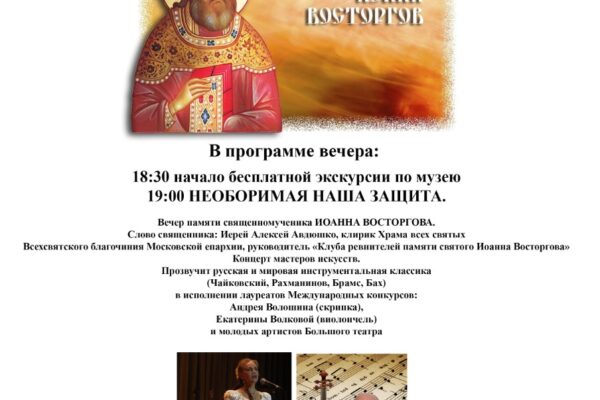 ВОСТОРГОВ
В программе вечера:
18:30 начало бесплатной экскурсии по музею
19:00 НЕОБОРИМАЯ НАША ЗАЩИТА.
Вечер памяти священномученика ИОАННА ВОСТОРГОВА.
Слово священника: Иерей Алексей Авдюшко, клирик Храма всех святых
Всехсвятского благочиния Московской епархии, руководитель «Клуба ревнителей памяти святого Иоанна Восторгова»
Концерт мастеров искусств.
Прозвучит русская и мировая инструментальная классика
(Чайковский, Рахманинов, Брамс, Бах)
в исполнении лауреатов Международных конкурсов:
Андрея Волошина (скрипка),
Екатерины Волковой (виолончель)
и молодых артистов Большого театра